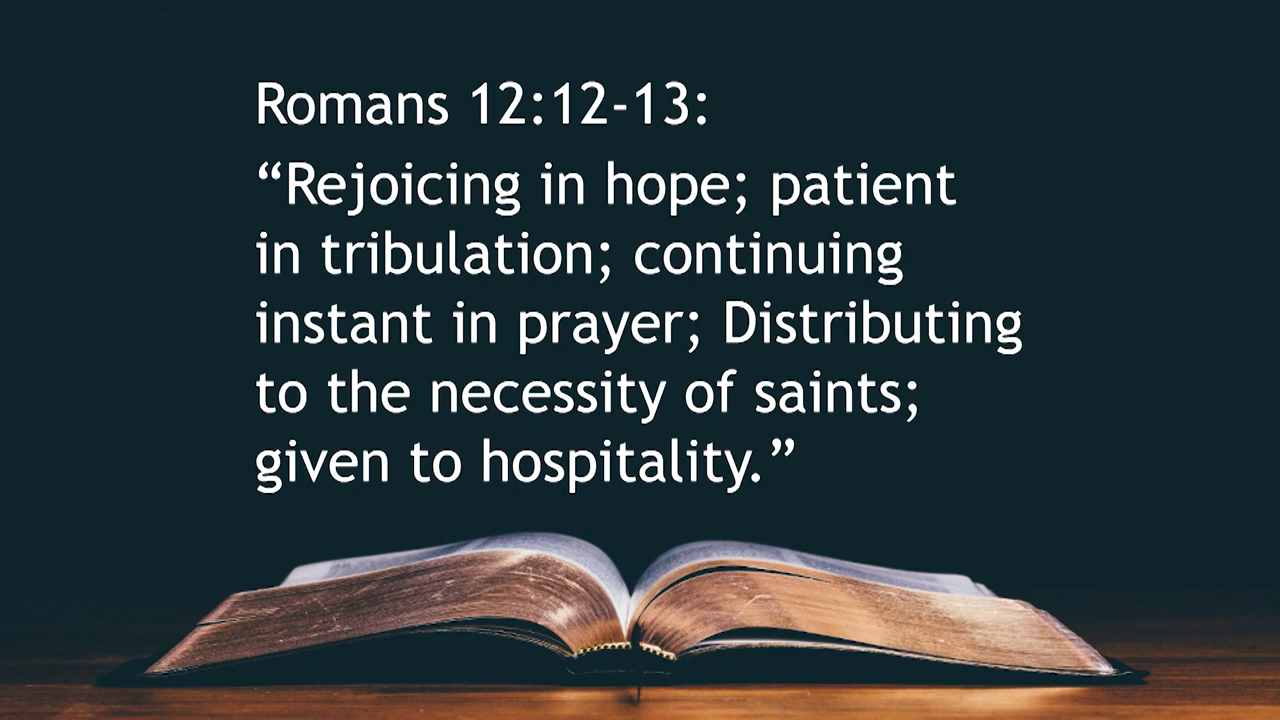 Romans 12:12-13:
“Rejoicing in hope; patient
in tribulation; continuing
instant in prayer; Distributing
to the necessity of saints;
given to hospitality.”